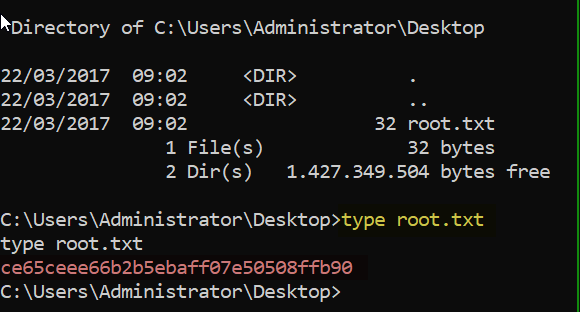 Directory of C:\Users\Administrator\Desktop
22/03/2017  09:02    <DIR>          .
22/03/2017  09:02    <DIR>          ..
22/03/2017  09:02                32 root.txt
               1 File(s)             32 bytes
               2 Dir(s)   1.427.349.504 bytes free
C:\Users\Administrator\Desktop>type root.txt
type root.txt
ce65ceee66b2b5ebaff07e50508ffb90
C:\Users\Administrator\Desktop>